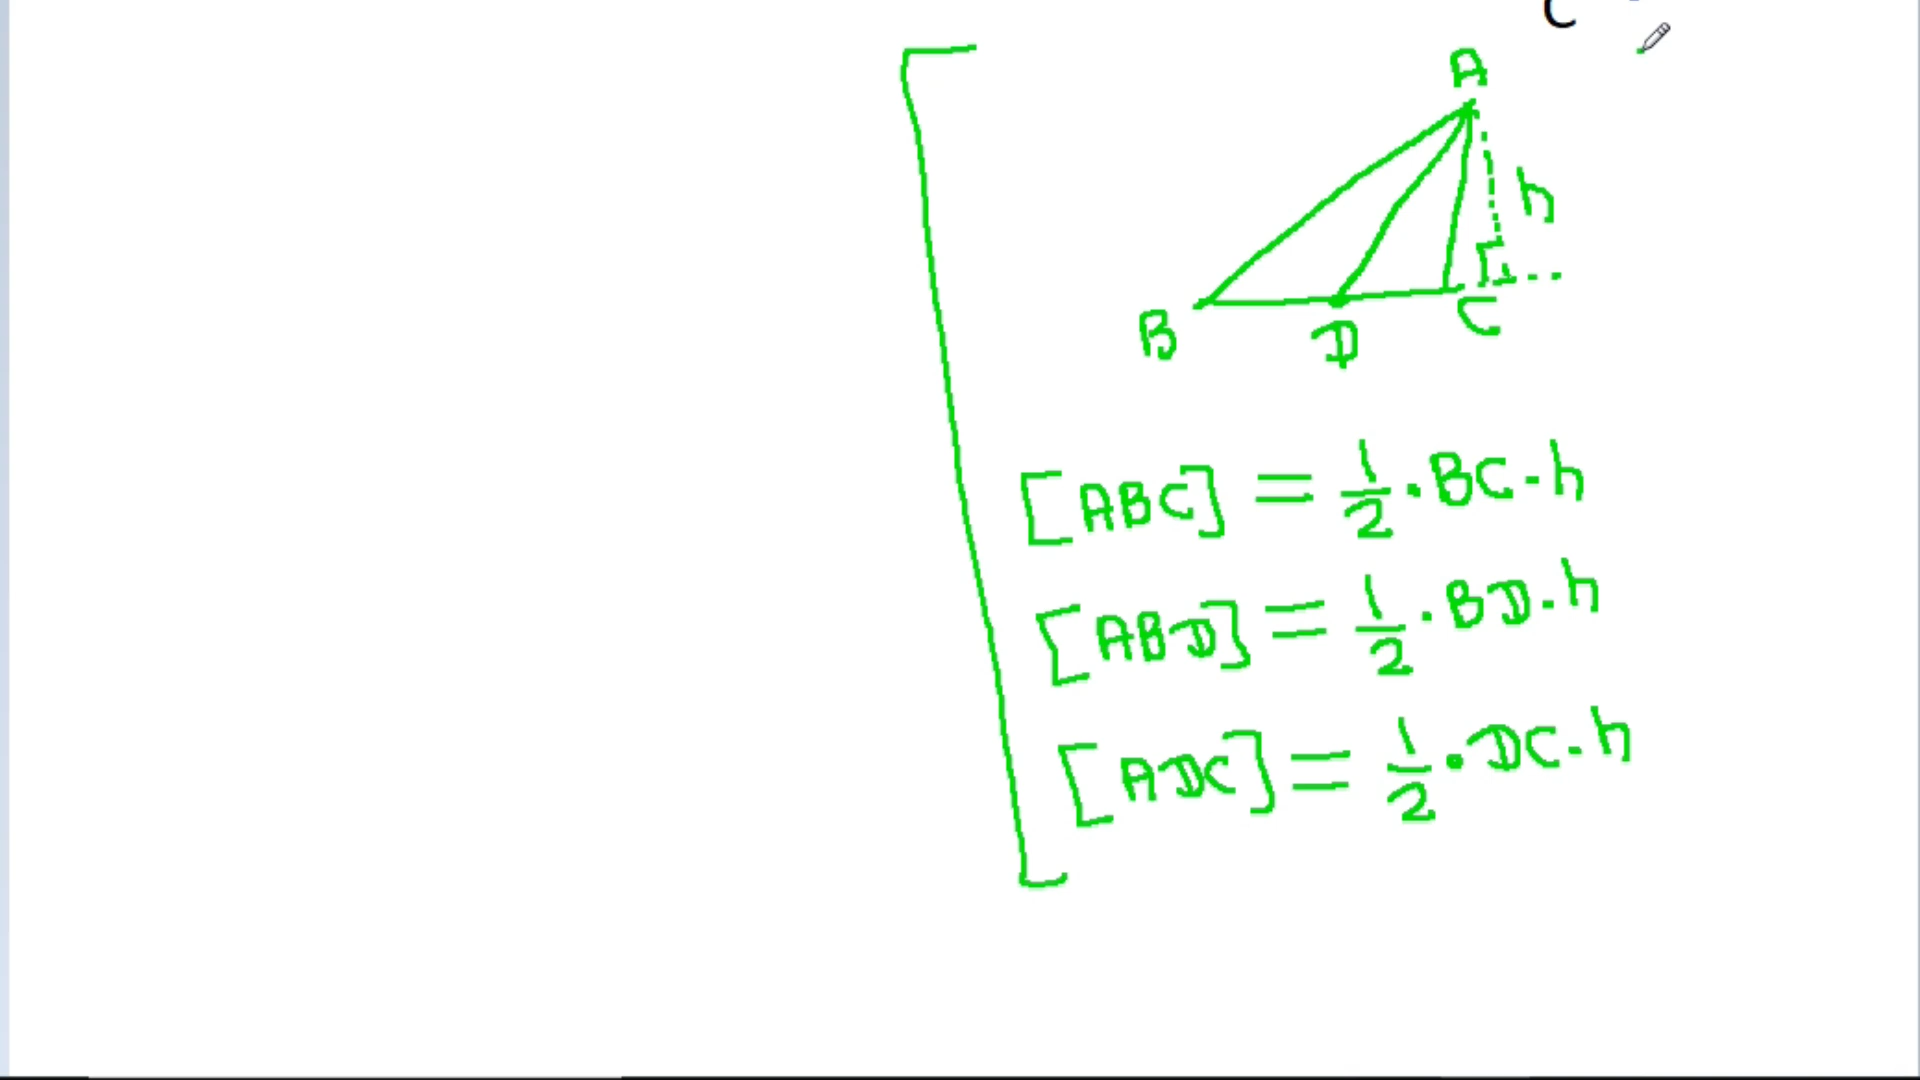 C
A
h
B D C
[ABC] = 1/2 · BC · h
[ABD] = 1/2 · BD · h
[ADC] = 1/2 · DC · h